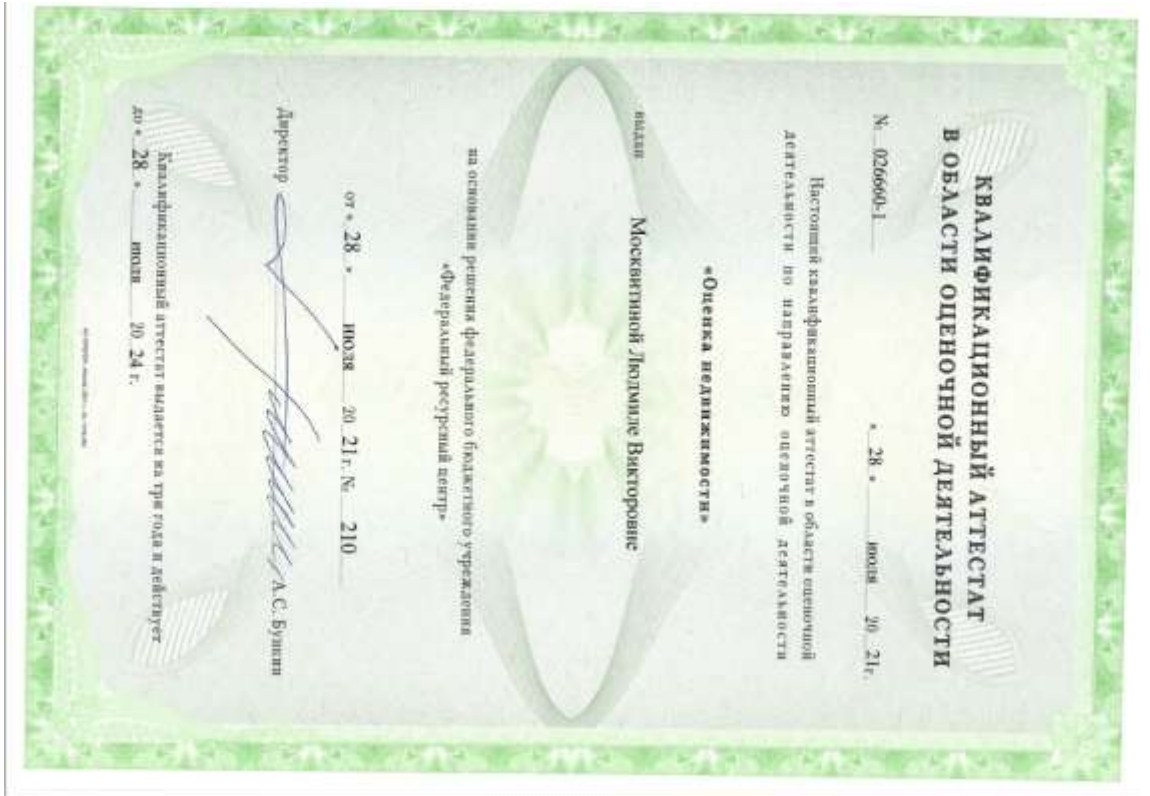 КВАЛИФИКАЦИОННЫЙ АТТЕСТАТ
В ОБЛАСТИ ОЦЕНОЧНОЙ ДЕЯТЕЛЬНОСТИ
№ 026660-1 « 28 » июля 20 21г.
Настоящий квалификационный аттестат в области оценочной
деятельности по направлению оценочной деятельности
«Оценка недвижимости»
выдан Москвитиной Людмиле Викторовне
на основании решения федерального бюджетного учреждения
«Федеральный ресурсный центр»
от « 28 » июля 20 21 г. № 210
Директор А.С. Бункин
Квалификационный аттестат выдается на три года и действует
до « 28 » июля 20 24 г.